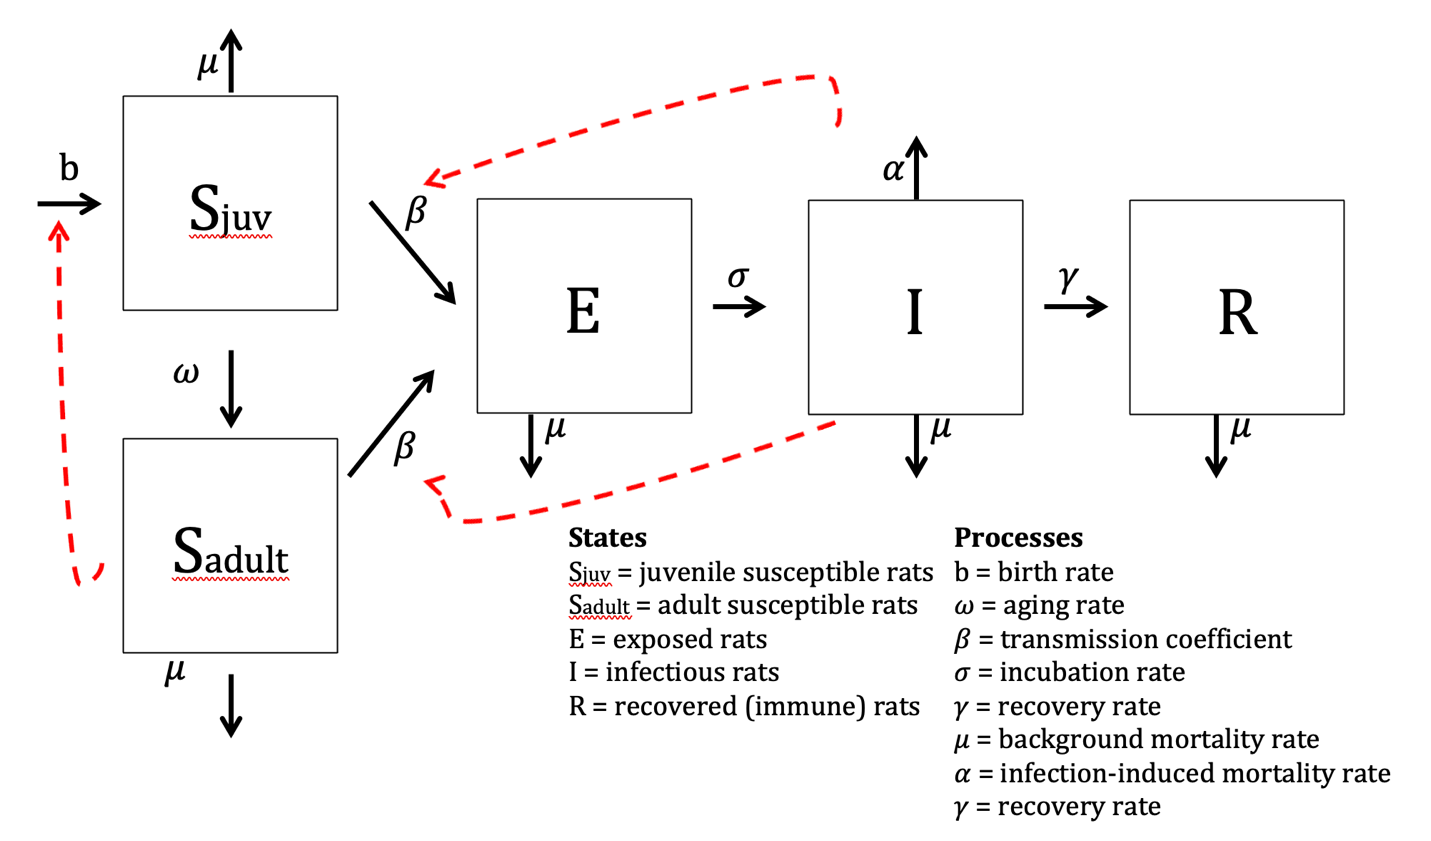 μ
b
Sjuv
β
α
E
σ
I
γ
R
ω
β
μ
μ
μ
Sadult
μ
States
Sjuv = juvenile susceptible rats
Sadult = adult susceptible rats
E = exposed rats
I = infectious rats
R = recovered (immune) rats
Processes
b = birth rate
ω = aging rate
β = transmission coefficient
σ = incubation rate
γ = recovery rate
μ = background mortality rate
α = infection-induced mortality rate
γ = recovery rate